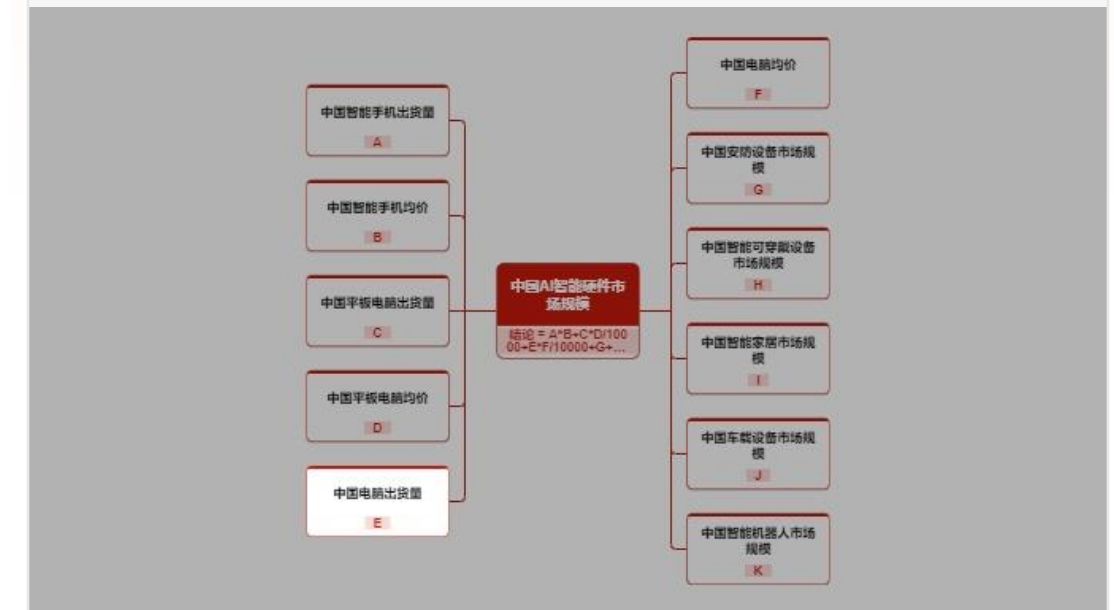 中国智能手机出货量
A
中国智能手机均价
B
中国平板电脑出货量
C
中国平板电脑均价
D
中国电脑出货量
E
中国AI智能硬件市
场规模
结论 = A*B+C*D/100
00+E*F/10000+G+...
中国电脑均价
F
中国安防设备市场规
模
G
中国智能可穿戴设备
市场规模
H
中国智能家居市场规
模
I
中国车载设备市场规
模
J
中国智能机器人市场
规模
K